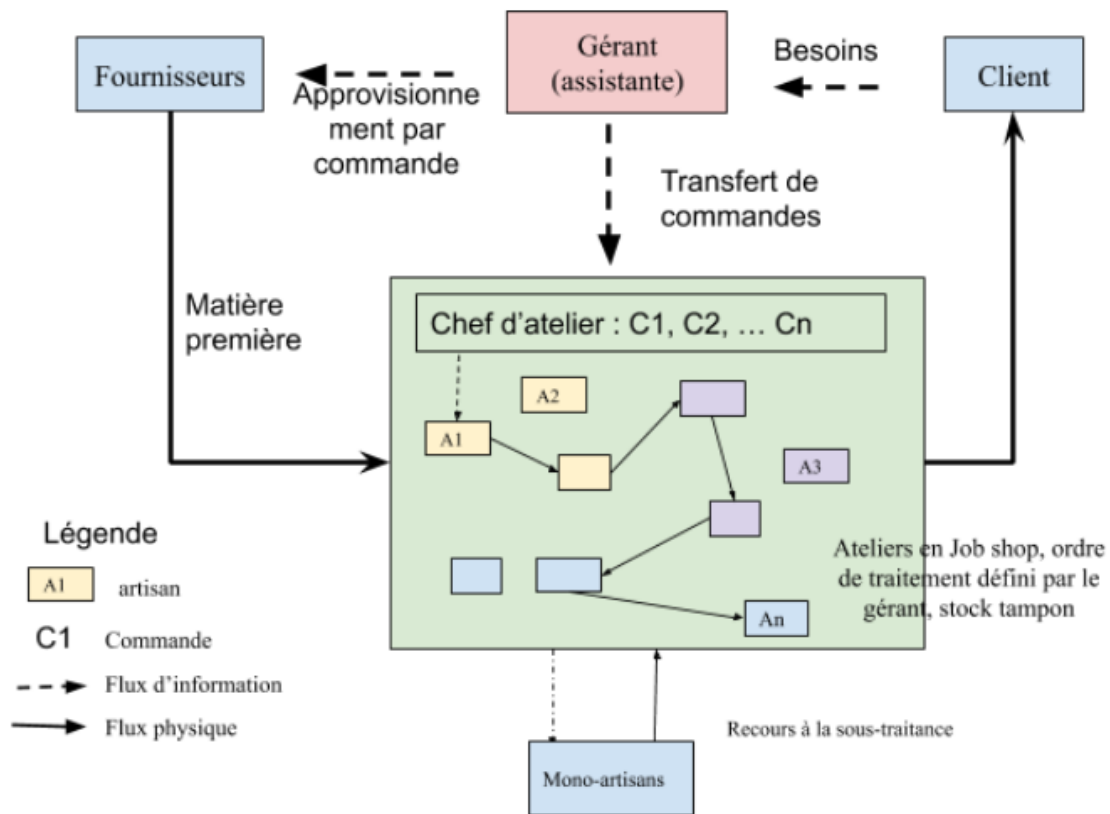 Fournisseurs
Approvisionne
ment par
commande
Gérant
(assistante)
Besoins
Client
Transfert de
commandes
Matière
première
Chef d'atelier : C1, C2, ... Cn
A2
A1
A3
An
Ateliers en Job shop, ordre
de traitement défini par le
gérant, stock tampon
Légende
A1 artisan
C1 Commande
Flux d'information
Flux physique
Mono-artisans
Recours à la sous-traitance